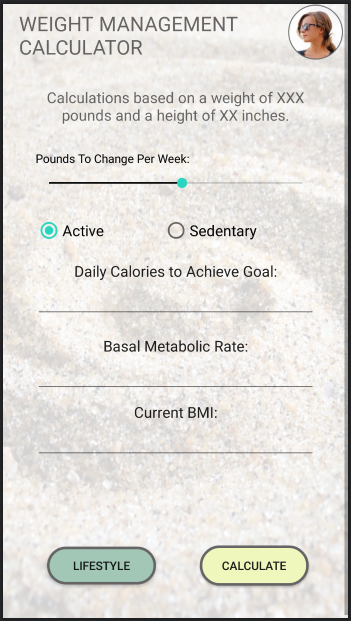 WEIGHT MANAGEMENT
CALCULATOR
Calculations based on a weight of XXX
pounds and a height of XX inches.
Pounds To Change Per Week:
Active
Sedentary
Daily Calories to Achieve Goal:
Basal Metabolic Rate:
Current BMI:
LIFESTYLE
CALCULATE